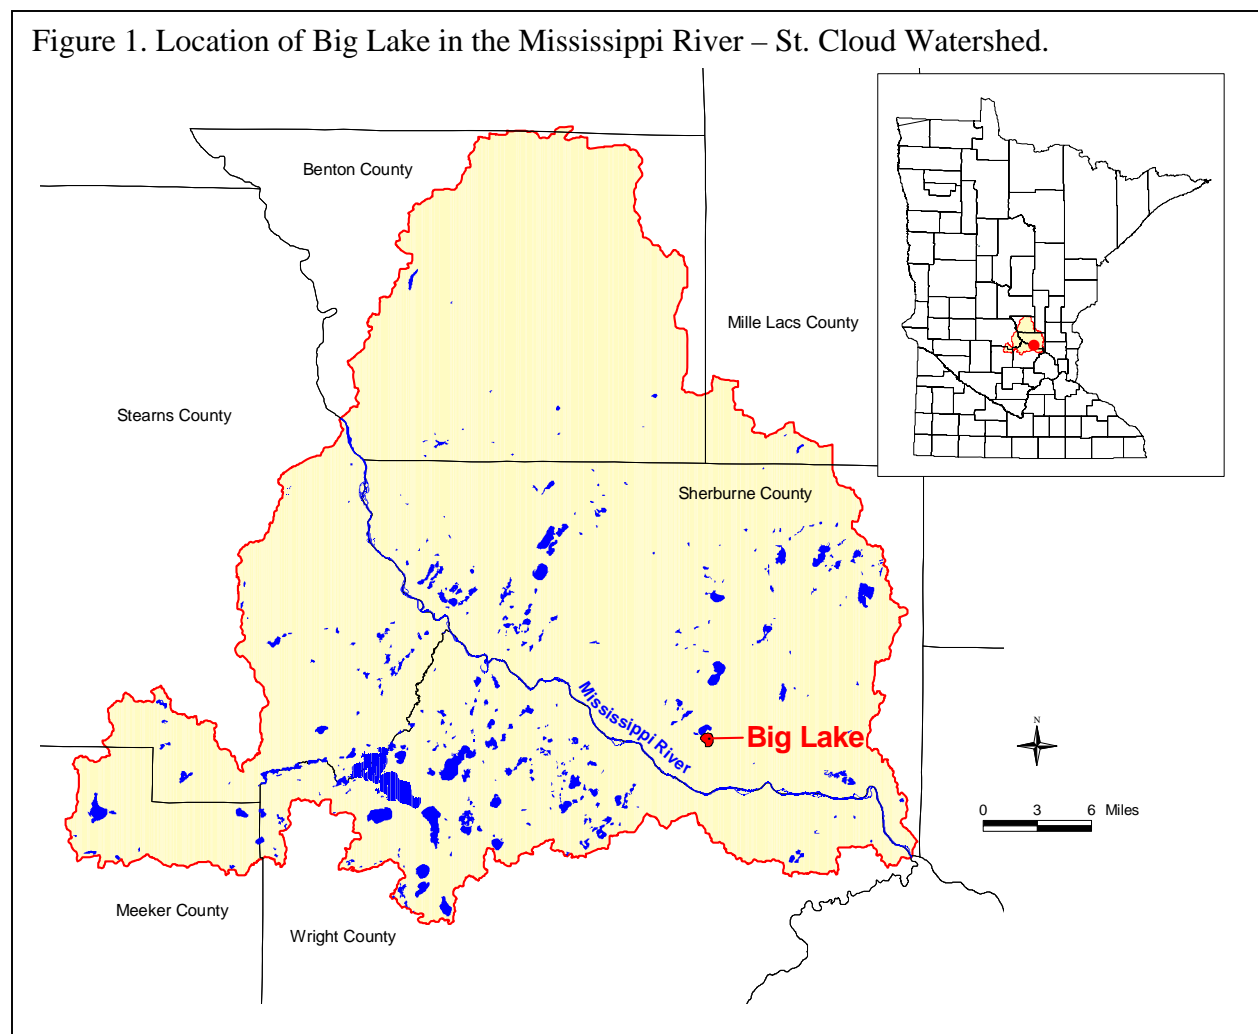 Figure 1. Location of Big Lake in the Mississippi River – St. Cloud Watershed.
Benton County
Mille Lacs County
Stearns County
Sherburne County
Mississippi River
Big Lake
N
0 3 6 Miles
Meeker County
Wright County